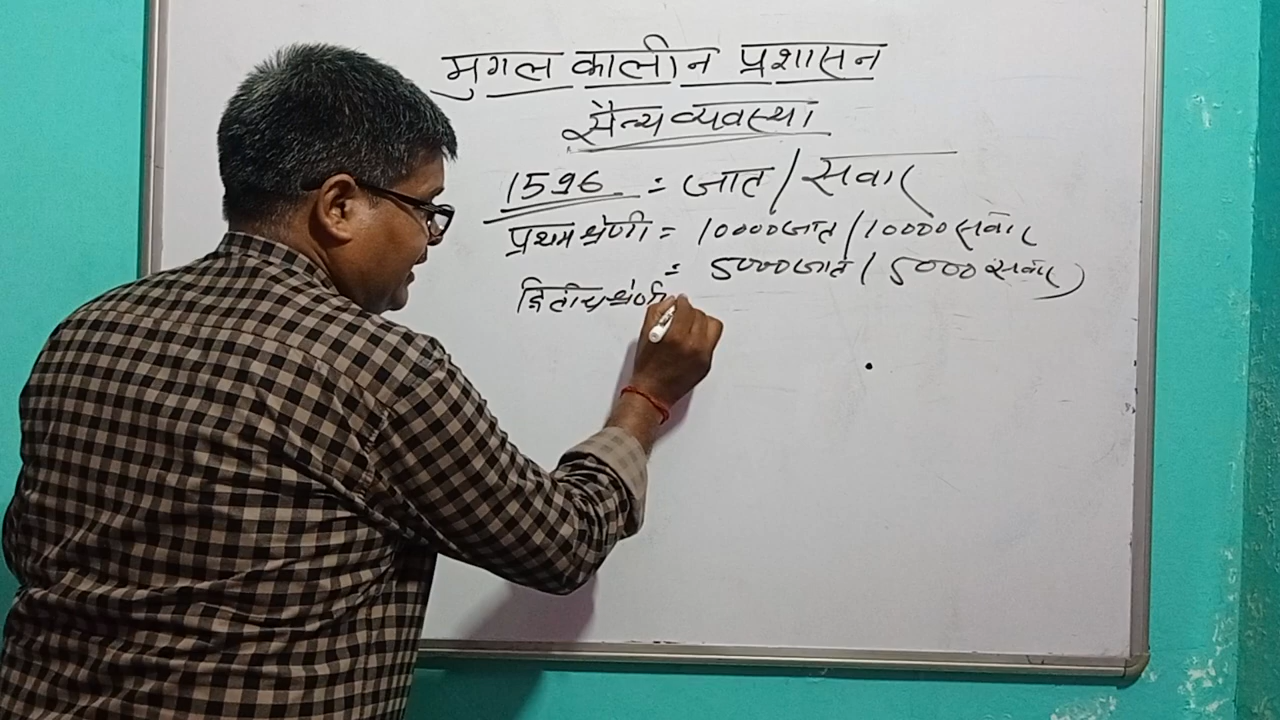 मुगल कालीन प्रशासन
सैन्य व्यवस्था
1596 = जात / सवार
प्रथम श्रेणी = 10000 जात / 10000 सवार
= 5000 जात / 5000 सवार
द्वितीय श्रेणी